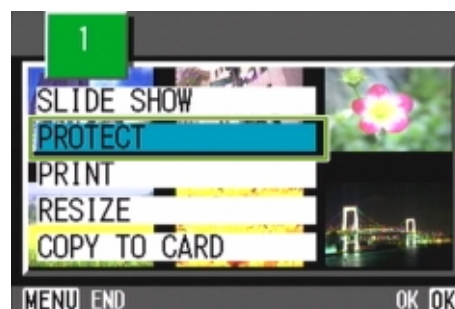 1
SLIDE SHOW
PROTECT
PRINT
RESIZE
COPY TO CARD
MENU END OK OK